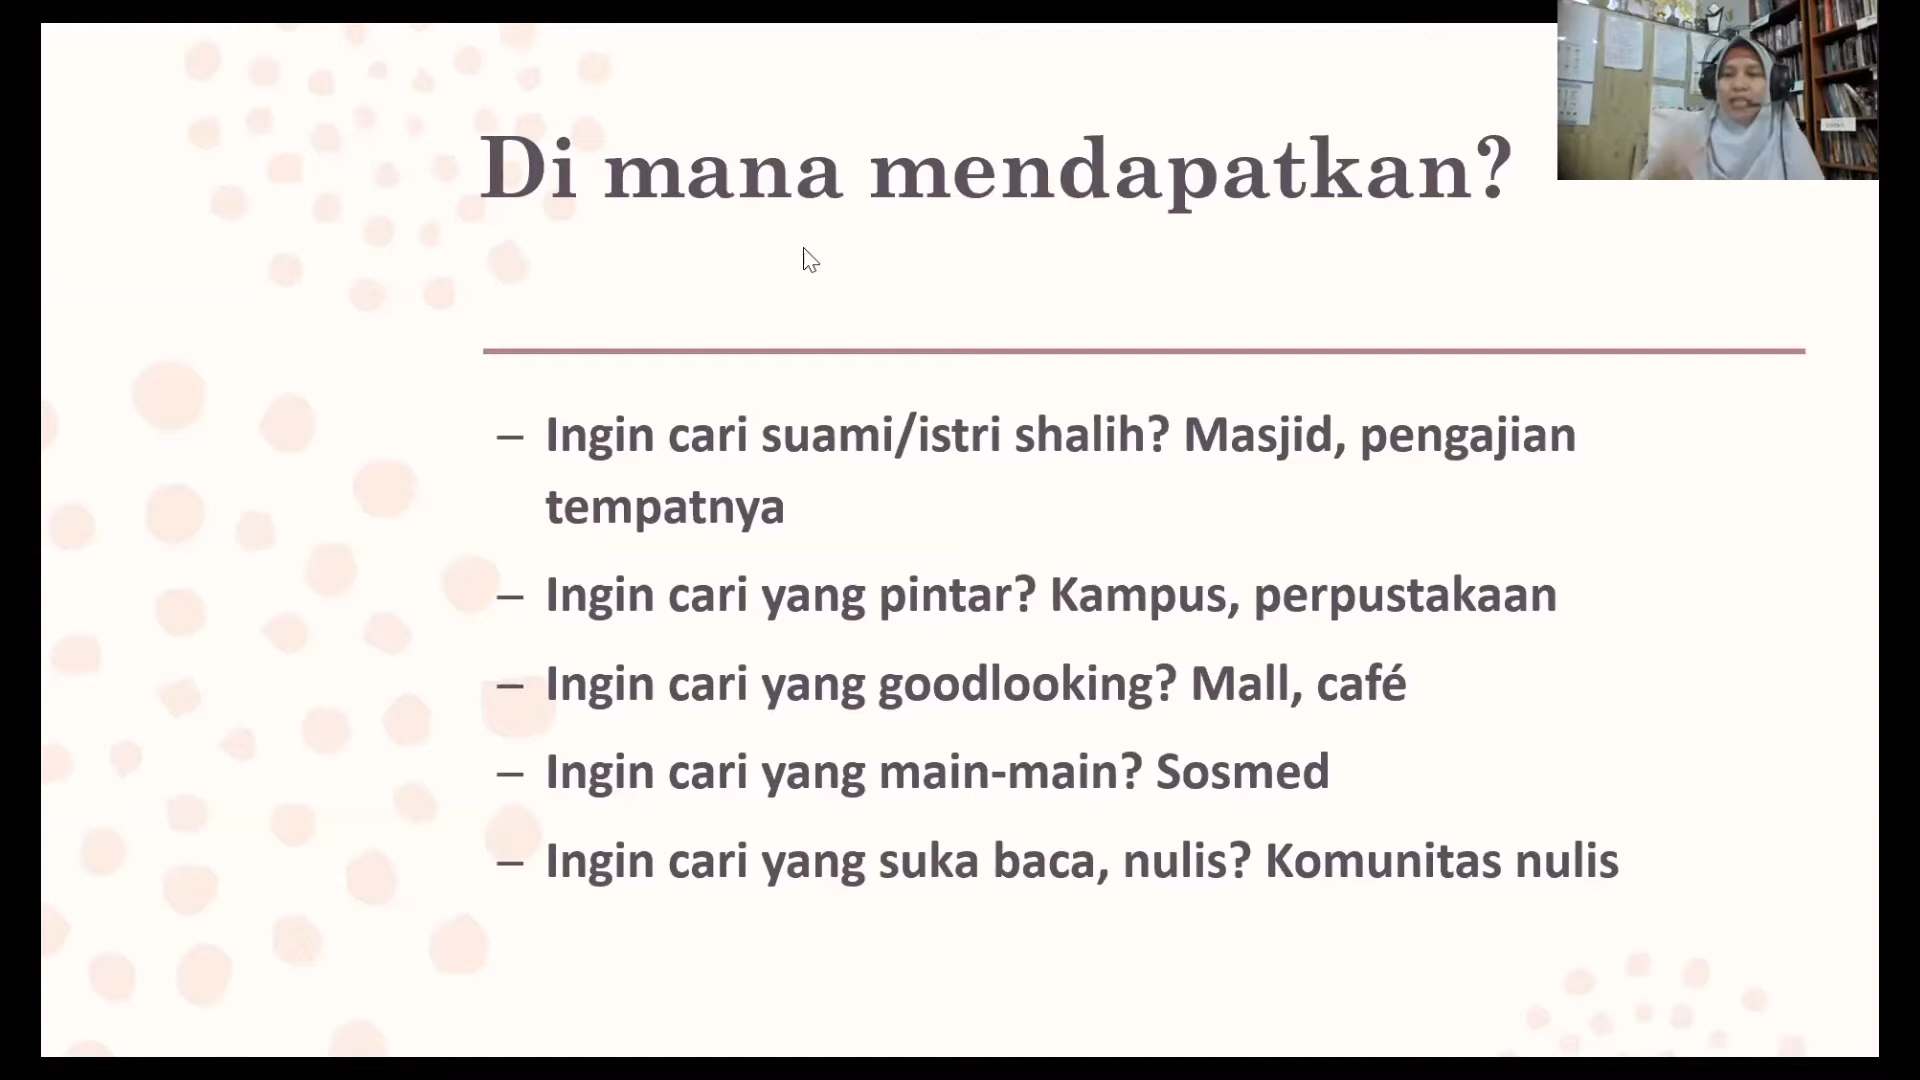 Di mana mendapatkan?
– Ingin cari suami/istri shalih? Masjid, pengajian
tempatnya
– Ingin cari yang pintar? Kampus, perpustakaan
– Ingin cari yang goodlooking? Mall, café
– Ingin cari yang main-main? Sosmed
– Ingin cari yang suka baca, nulis? Komunitas nulis